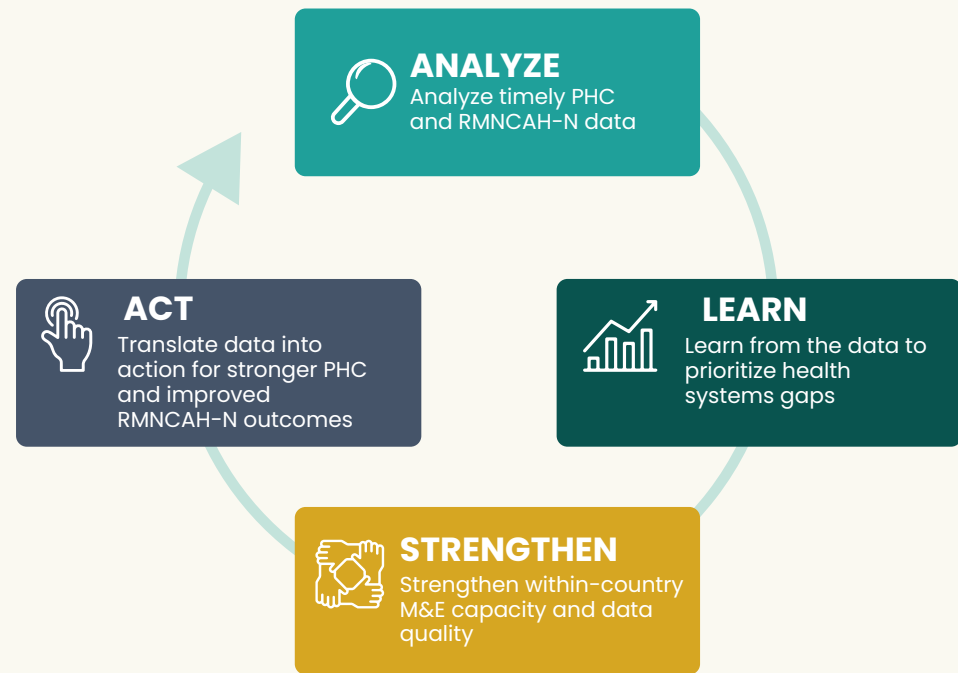 ANALYZE
Analyze timely PHC
and RMNCAH-N data
LEARN
Learn from the data to
prioritize health
systems gaps
STRENGTHEN
Strengthen within-country
M&E capacity and data
quality
ACT
Translate data into
action for stronger PHC
and improved
RMNCAH-N outcomes